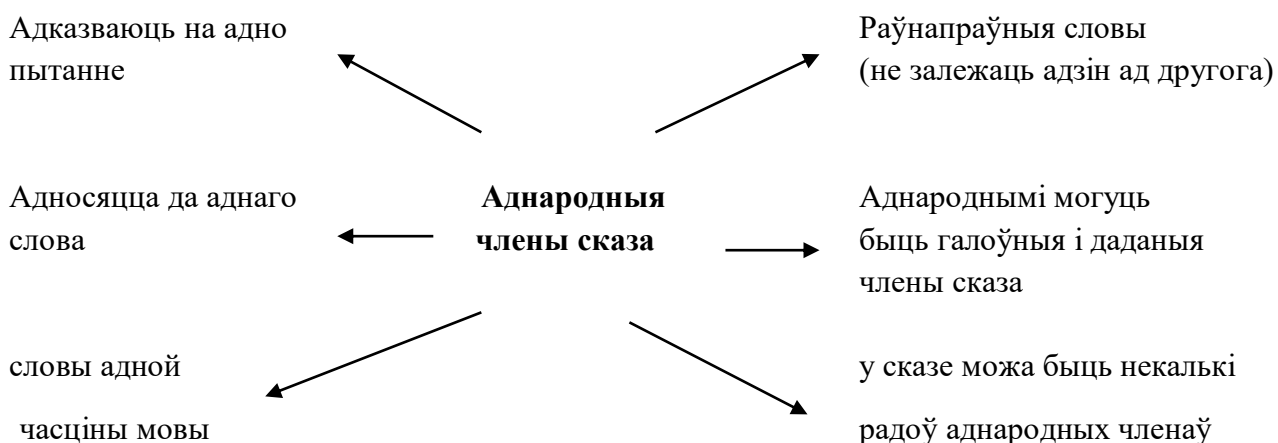 Адказваюць на адно
пытанне
Раўнапраўныя словы
(не залежаць адзін ад другога)
Адносяцца да аднаго
слова
Аднародныя
члены сказа
Аднароднымі могуць
быць галоўныя і даданыя
члены сказа
словы адной
часціны мовы
у сказе можа быць некалькі
радоў аднародных членаў